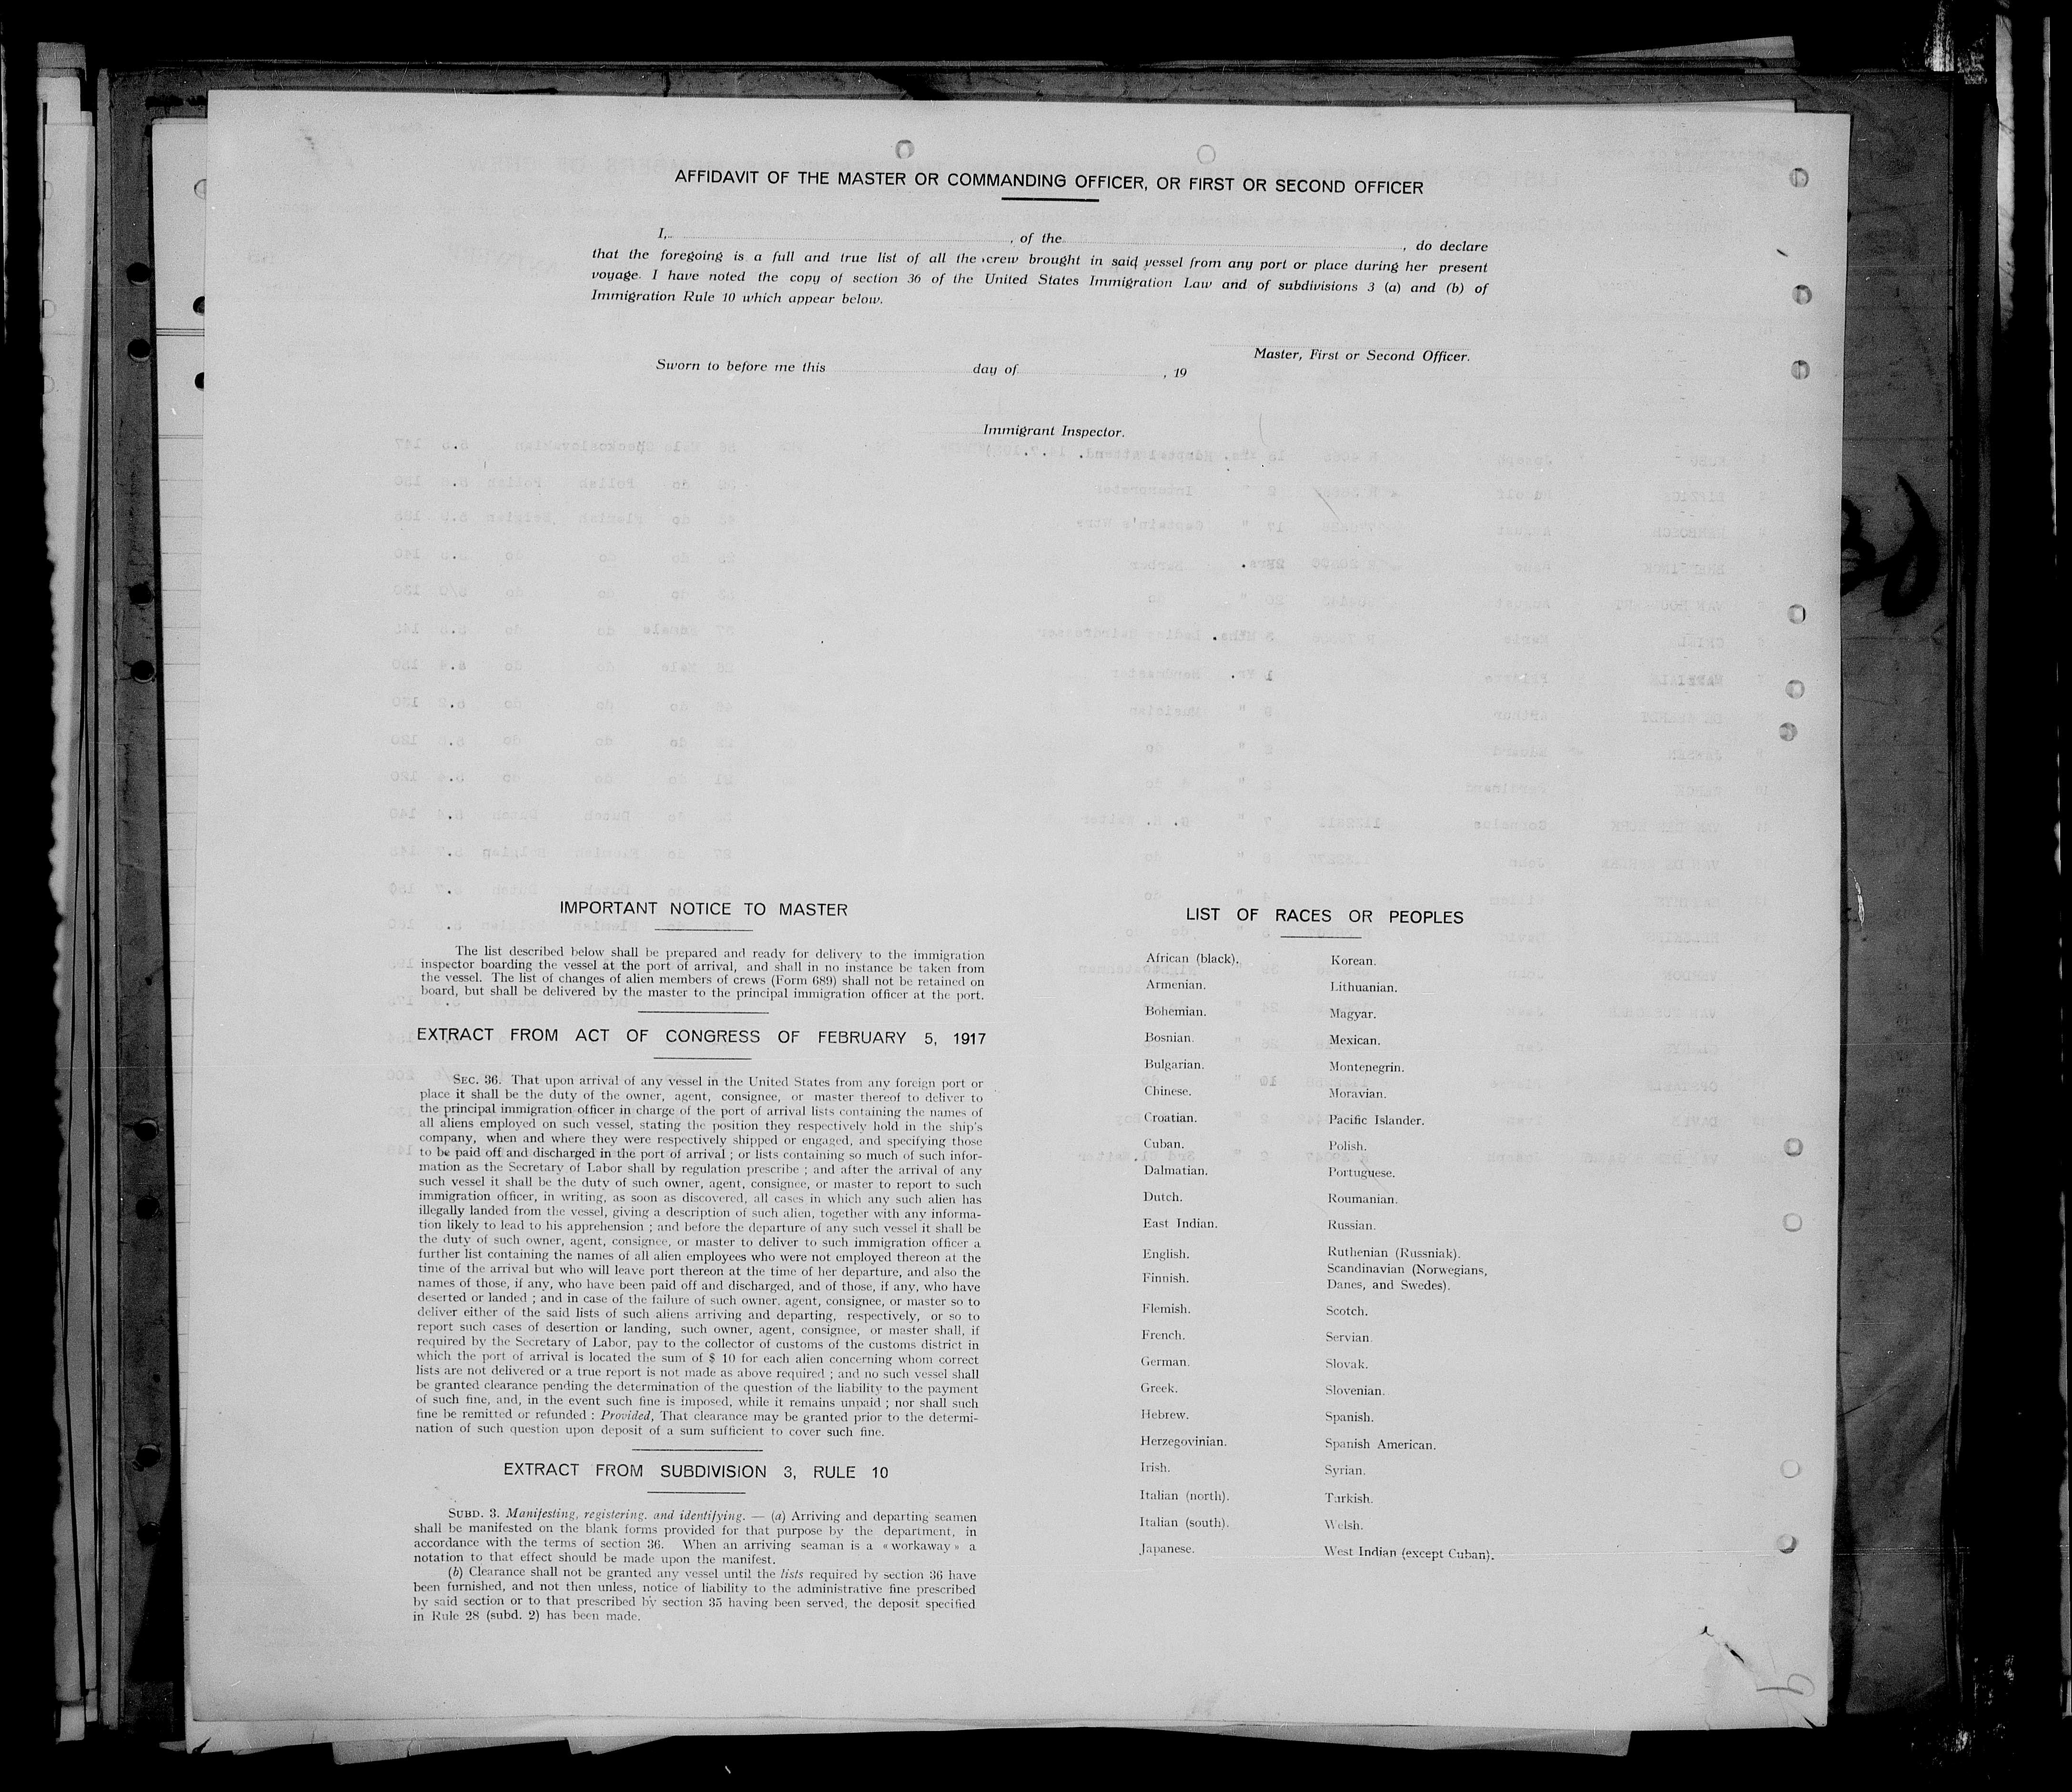 AFFIDAVIT OF THE MASTER OR COMMANDING OFFICER, OR FIRST OR SECOND OFFICER
I, , of the , do declare
that the foregoing is a full and true list of all the crew brought in said vessel from any port or place during her present
voyage. I have noted the copy of section 36 of the United States Immigration Law and of subdivisions 3 (a) and (b) of
Immigration Rule 10 which appear below.
Master, First or Second Officer.
Sworn to before me this day of , 19
Immigrant Inspector.
IMPORTANT NOTICE TO MASTER
The list described below shall be prepared and ready for delivery to the immigration
inspector boarding the vessel at the port of arrival, and shall in no instance be taken from
the vessel. The list of changes of alien members of crews (Form 689) shall not be retained on
board, but shall be delivered by the master to the principal immigration officer at the port.
EXTRACT FROM ACT OF CONGRESS OF FEBRUARY 5, 1917
SEC. 36. That upon arrival of any vessel in the United States from any foreign port or
place it shall be the duty of the owner, agent, consignee, or master thereof to deliver to
the principal immigration officer in charge of the port of arrival lists containing the names of
all aliens employed on such vessel, stating the position they respectively hold in the ship's
company, when and where they were respectively shipped or engaged, and specifying those
to be paid off and discharged in the port of arrival ; or lists containing so much of such infor-
mation as the Secretary of Labor shall by regulation prescribe ; and after the arrival of any
such vessel it shall be the duty of such owner, agent, consignee, or master to report to such
immigration officer, in writing, as soon as discovered, all cases in which any such alien has
illegally landed from the vessel, giving a description of such alien, together with any informa-
tion likely to lead to his apprehension ; and before the departure of any such vessel it shall be
the duty of such owner, agent, consignee, or master to deliver to such immigration officer a
further list containing the names of all alien employees who were not employed thereon at the
time of the arrival but who will leave port thereon at the time of her departure, and also the
names of those, if any, who have been paid off and discharged, and of those, if any, who have
deserted or landed ; and in case of the failure of such owner. agent, consignee, or master so to
deliver either of the said lists of such aliens arriving and departing, respectively, or so to
report such cases of desertion or landing, such owner, agent, consignee, or master shall, if
required by the Secretary of Labor, pay to the collector of customs of the customs district in
which the port of arrival is located the sum of $ 10 for each alien concerning whom correct
lists are not delivered or a true report is not made as above required ; and no such vessel shall
be granted clearance pending the determination of the question of the liability to the payment
of such fine, and, in the event such fine is imposed, while it remains unpaid ; nor shall such
fine be remitted or refunded : Provided, That clearance may be granted prior to the determi-
nation of such question upon deposit of a sum sufficient to cover such fine.
EXTRACT FROM SUBDIVISION 3, RULE 10
SUBD. 3. Manifesting, registering. and identifying. — (a) Arriving and departing seamen
shall be manifested on the blank forms provided for that purpose by the department, in
accordance with the terms of section 36. When an arriving seaman is a « workaway » a
notation to that effect should be made upon the manifest.
(b) Clearance shall not be granted any vessel until the lists required by section 36 have
been furnished, and not then unless, notice of liability to the administrative fine prescribed
by said section or to that prescribed by section 35 having been served, the deposit specified
in Rule 28 (subd. 2) has been made.
LIST OF RACES OR PEOPLES
African (black).
Armenian.
Bohemian.
Bosnian.
Bulgarian.
Chinese.
Croatian.
Cuban.
Dalmatian.
Dutch.
East Indian.
English.
Finnish.
Flemish.
French.
German.
Greek.
Hebrew.
Herzegovinian.
Irish.
Italian (north).
Italian (south).
Japanese.
Korean.
Lithuanian.
Magyar.
Mexican.
Montenegrin.
Moravian.
Pacific Islander.
Polish.
Portuguese.
Roumanian.
Russian.
Ruthenian (Russniak).
Scandinavian (Norwegians,
Danes, and Swedes).
Scotch.
Servian.
Slovak.
Slovenian.
Spanish.
Spanish American.
Syrian.
Turkish.
Welsh.
West Indian (except Cuban).